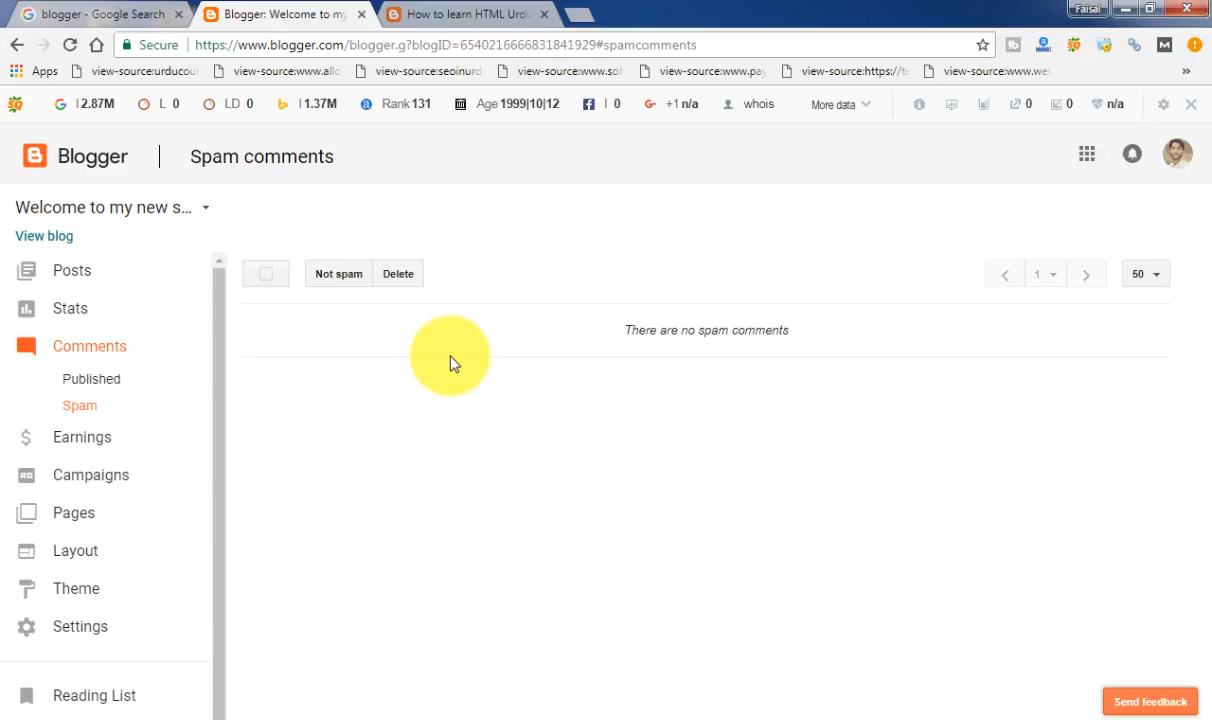 blogger - Google Search
Blogger: Welcome to my
How to learn HTML Urdu
Faisal
Secure
https://www.blogger.com/blogger.g?blogID=6540216666831841929#spamcomments
Apps
view-source:urducou
view-source:www.allc
view-source:seoinurd
view-source:www.sof
view-source:www.pay
view-source:https://te
view-source:www.we
»
I 2.87M
L 0
LD 0
I 1.37M
Rank 131
Age 1999|10|12
I 0
+1 n/a
whois
More data
0
0
n/a
Blogger
Spam comments
Welcome to my new s...
View blog
Posts
Not spam
Delete
1
50
Stats
There are no spam comments
Comments
Published
Spam
Earnings
Campaigns
Pages
Layout
Theme
Settings
Reading List
Send feedback